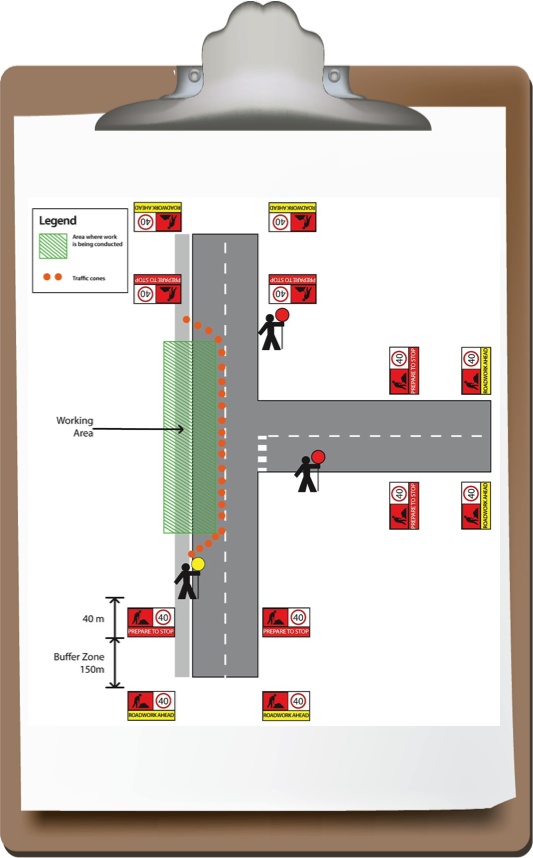 ROADWORK AHEAD
40
ROADWORK AHEAD
40
Legend
Area where work
is being conducted
Traffic cones
PREPARE TO STOP
40
PREPARE TO STOP
40
40
PREPARE TO STOP
40
ROADWORK AHEAD
Working
Area
40
PREPARE TO STOP
40
ROADWORK AHEAD
40 m
40
PREPARE TO STOP
40
PREPARE TO STOP
Buffer Zone
150m
40
ROADWORK AHEAD
40
ROADWORK AHEAD